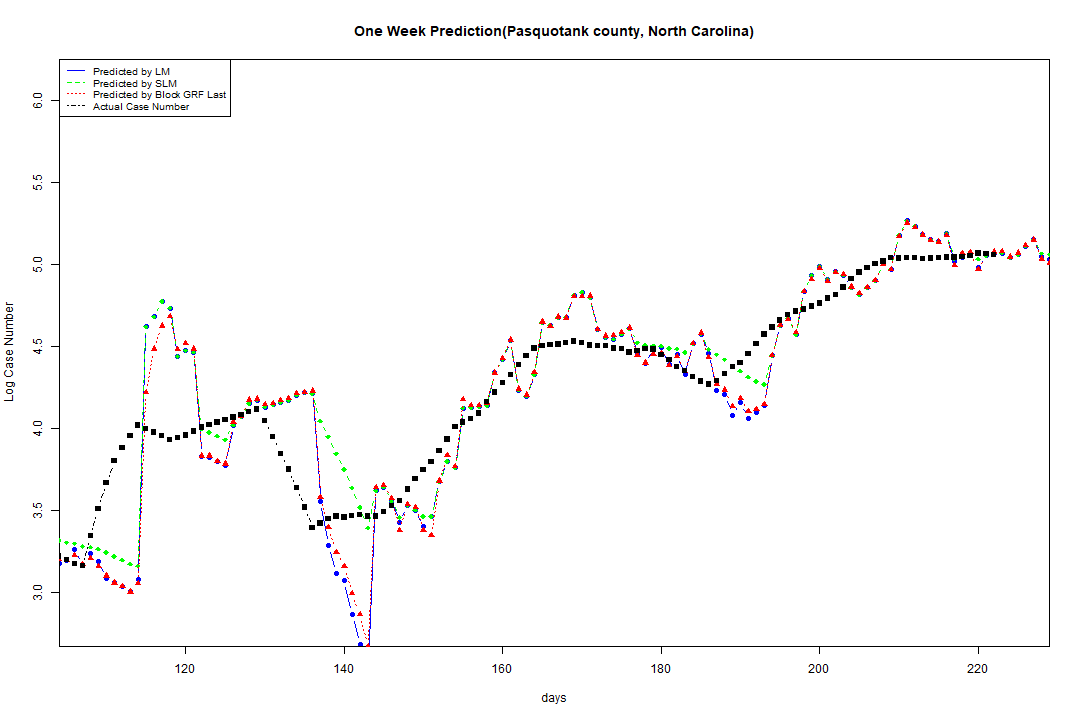 One Week Prediction(Pasquotank county, North Carolina)
Predicted by LM
Predicted by SLM
Predicted by Block GRF Last
Actual Case Number
6.0
5.5
5.0
4.5
4.0
3.5
3.0
Log Case Number
120 140 160 180 200 220
days